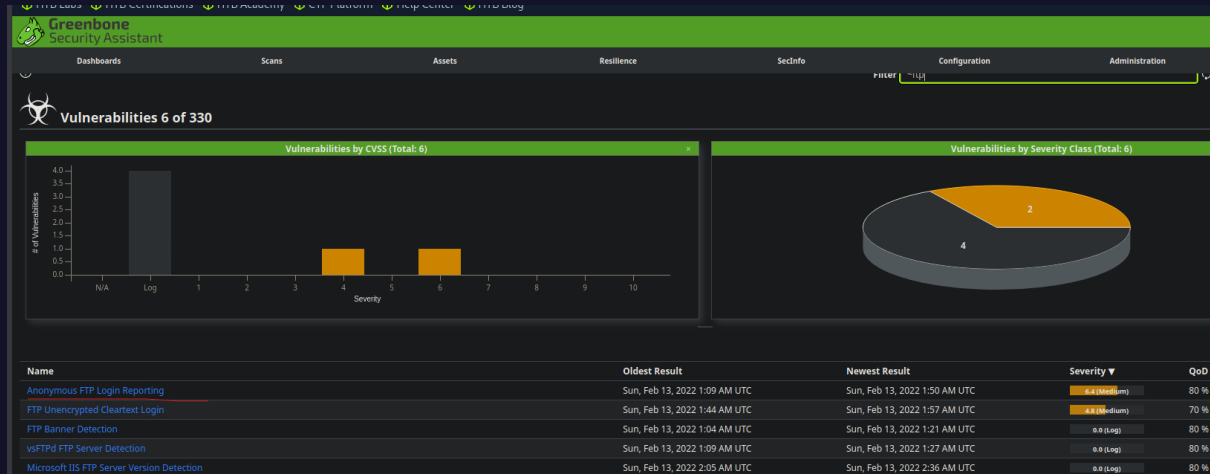 HTB Labs HTB Certifications HTB Academy CTF Platform Help Center HTB Blog
Greenbone
Security Assistant
Dashboards Scans Assets Resilience SecInfo Configuration Administration
Filter ~ftp
Vulnerabilities 6 of 330
Vulnerabilities by CVSS (Total: 6) × Vulnerabilities by Severity Class (Total: 6)
# of Vulnerabilities
4.0
3.5
3.0
2.5
2.0
1.5
1.0
0.5
0.0
N/A Log 1 2 3 4 5 6 7 8 9 10
Severity
2
4
Name Oldest Result Newest Result Severity ▼ QoD
Anonymous FTP Login Reporting Sun, Feb 13, 2022 1:09 AM UTC Sun, Feb 13, 2022 1:50 AM UTC 6.4 (Medium) 80 %
FTP Unencrypted Cleartext Login Sun, Feb 13, 2022 1:44 AM UTC Sun, Feb 13, 2022 1:57 AM UTC 4.8 (Medium) 70 %
FTP Banner Detection Sun, Feb 13, 2022 1:04 AM UTC Sun, Feb 13, 2022 1:21 AM UTC 0.0 (Log) 80 %
vsFTPd FTP Server Detection Sun, Feb 13, 2022 1:09 AM UTC Sun, Feb 13, 2022 1:27 AM UTC 0.0 (Log) 80 %
Microsoft IIS FTP Server Version Detection Sun, Feb 13, 2022 2:05 AM UTC Sun, Feb 13, 2022 2:36 AM UTC 0.0 (Log) 80 %